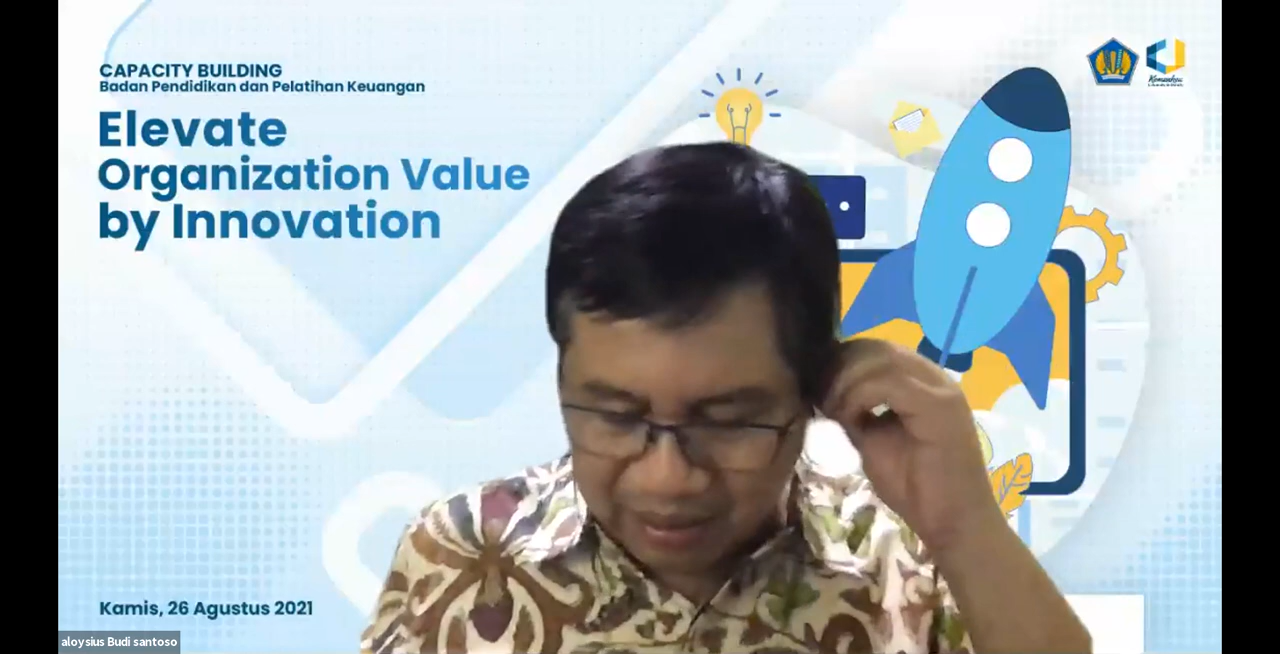 CAPACITY BUILDING
Badan Pendidikan dan Pelatihan Keuangan
Elevate
Organization Value
by Innovation
Kamis, 26 Agustus 2021
aloysius Budi santoso